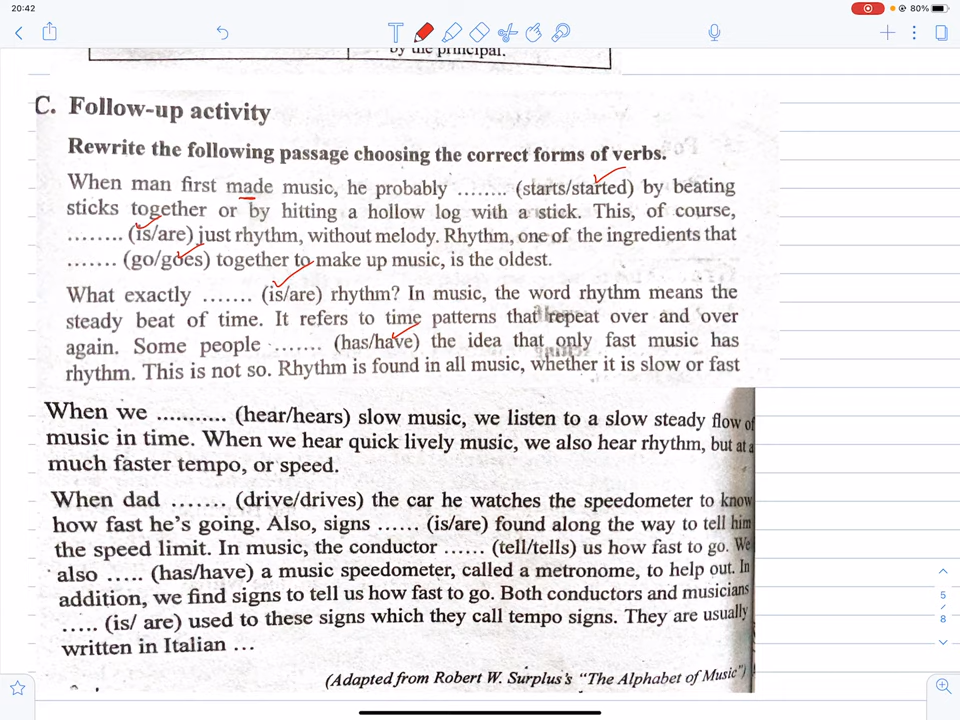 20:42
80%
by the principal.
C. Follow-up activity
Rewrite the following passage choosing the correct forms of verbs.
When man first made music, he probably ........ (starts/started) by beating
sticks together or by hitting a hollow log with a stick. This, of course,
........ (is/are) just rhythm, without melody. Rhythm, one of the ingredients that
....... (go/goes) together to make up music, is the oldest.
What exactly ....... (is/are) rhythm? In music, the word rhythm means the
steady beat of time. It refers to time patterns that repeat over and over
again. Some people ....... (has/have) the idea that only fast music has
rhythm. This is not so. Rhythm is found in all music, whether it is slow or fast
When we ........... (hear/hears) slow music, we listen to a slow steady flow of
music in time. When we hear quick lively music, we also hear rhythm, but at a
much faster tempo, or speed.
When dad ....... (drive/drives) the car he watches the speedometer to know
how fast he's going. Also, signs ...... (is/are) found along the way to tell him
the speed limit. In music, the conductor ...... (tell/tells) us how fast to go. We
also ..... (has/have) a music speedometer, called a metronome, to help out. In
addition, we find signs to tell us how fast to go. Both conductors and musicians
..... (is/ are) used to these signs which they call tempo signs. They are usually
written in Italian ...
(Adapted from Robert W. Surplus's "The Alphabet of Music")
5
/
8